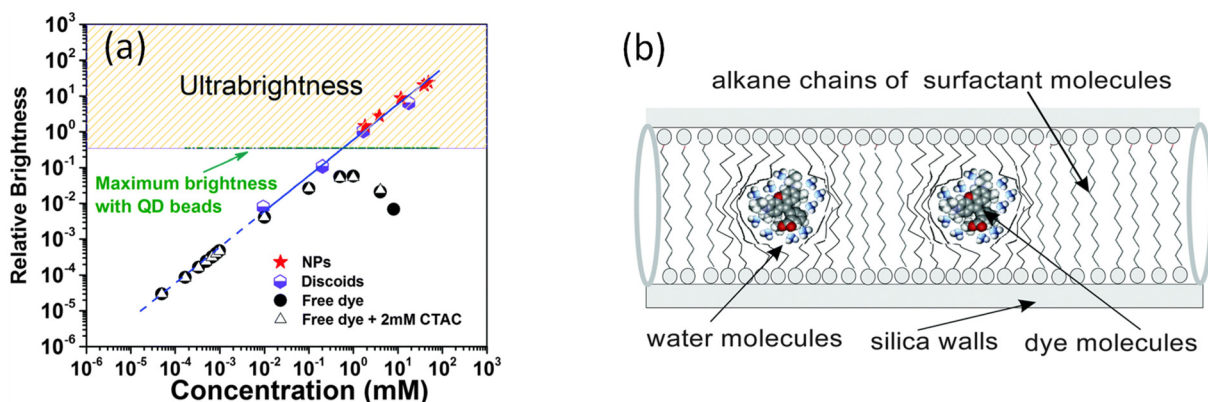 (a)
10³
10²
10¹
10⁰
10⁻¹
10⁻²
10⁻³
10⁻⁴
10⁻⁵
10⁻⁶
Relative Brightness
Ultrabrightness
Maximum brightness
with QD beads
NPs
Discoids
Free dye
Free dye + 2mM CTAC
10⁻⁶ 10⁻⁵ 10⁻⁴ 10⁻³ 10⁻² 10⁻¹ 10⁰ 10¹ 10² 10³
Concentration (mM)
(b)
alkane chains of surfactant molecules
water molecules
silica walls
dye molecules